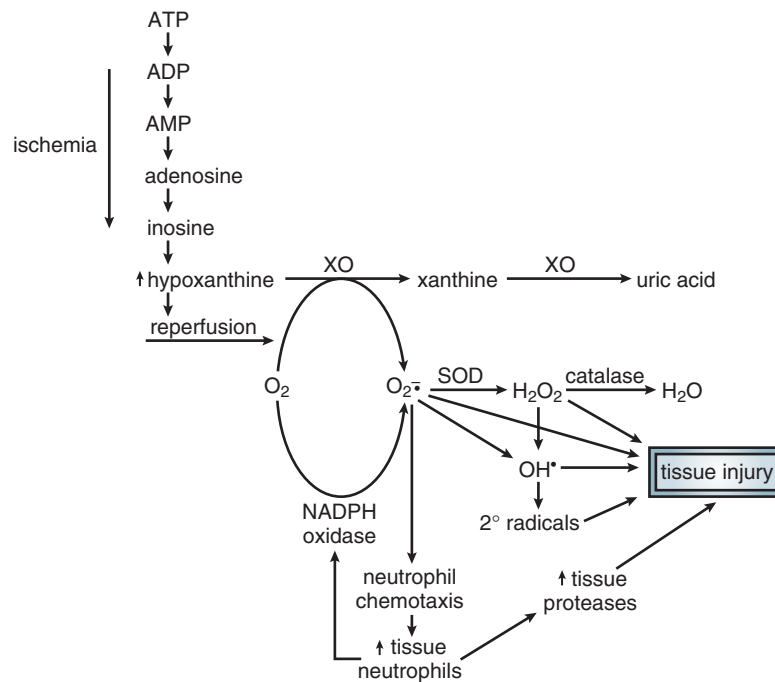 ATP
ADP
ischemia
AMP
adenosine
inosine
↑ hypoxanthine XO xanthine XO uric acid
reperfusion
O₂ O₂⨪ SOD H₂O₂ catalase H₂O
OH• tissue injury
NADPH
oxidase
2° radicals
neutrophil
chemotaxis
↑ tissue
proteases
↑ tissue
neutrophils